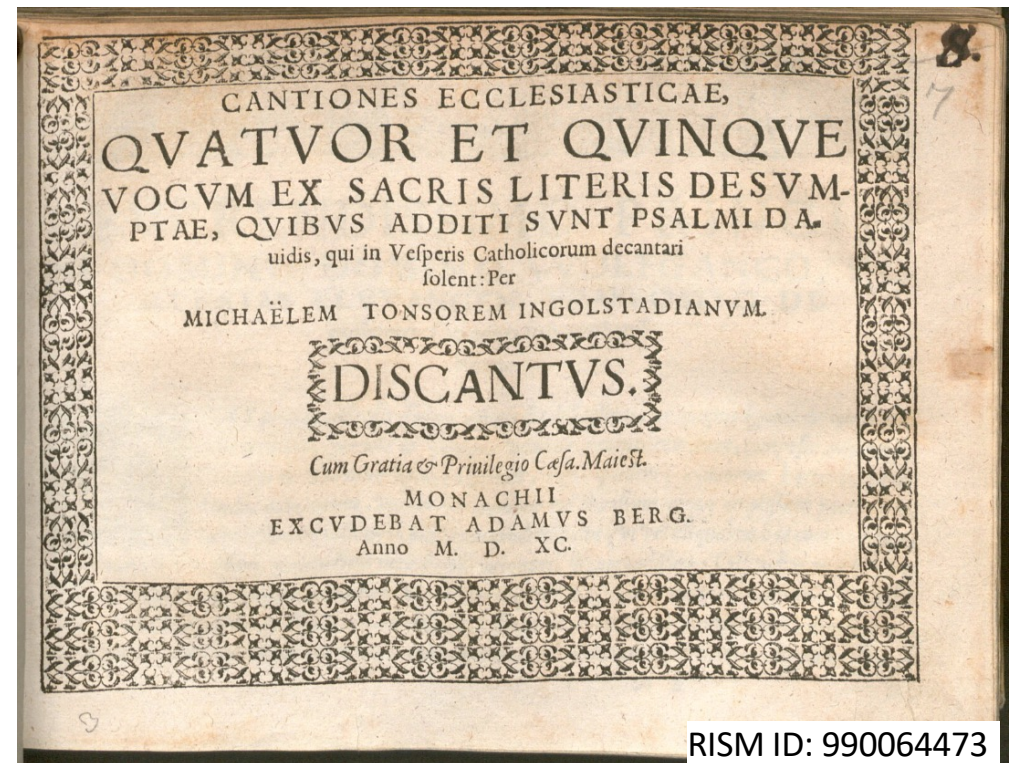 8.
7
CANTIONES ECCLESIASTICAE,
QVATVOR ET QVINQVE
VOCVM EX SACRIS LITERIS DESVM-
PTAE, QVIBVS ADDITI SVNT PSALMI DA-
uidis, qui in Veſperis Catholicorum decantari
ſolent: Per
MICHAËLEM TONSOREM INGOLSTADIANVM.
DISCANTVS.
Cum Gratia & Priuilegio Cæſa. Maieſt.
MONACHII
EXCVDEBAT ADAMVS BERG.
Anno M. D. XC.
3
RISM ID: 990064473